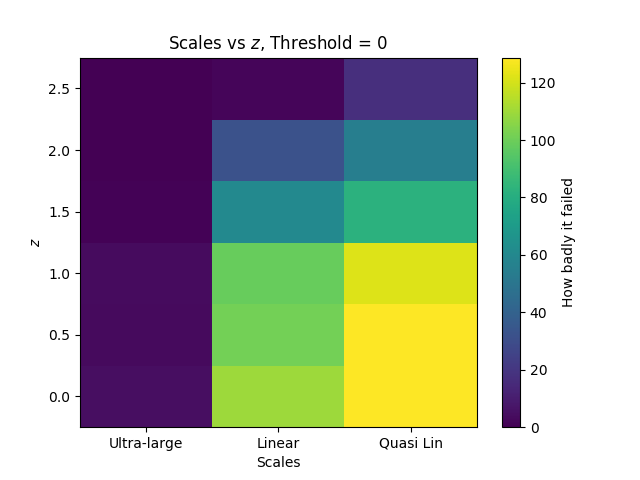 Scales vs z, Threshold = 0
2.5
2.0
1.5
1.0
0.5
0.0
z
Ultra-large
Linear
Quasi Lin
Scales
120
100
80
60
40
20
0
How badly it failed